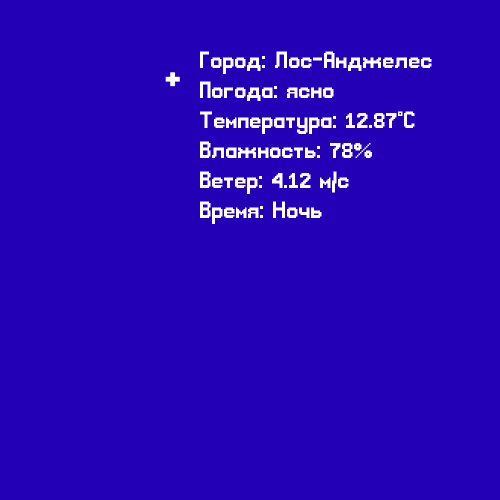 Город: Лос-Анджелес
Погода: ясно
Температура: 12.87°C
Влажность: 78%
Ветер: 4.12 м/с
Время: Ночь